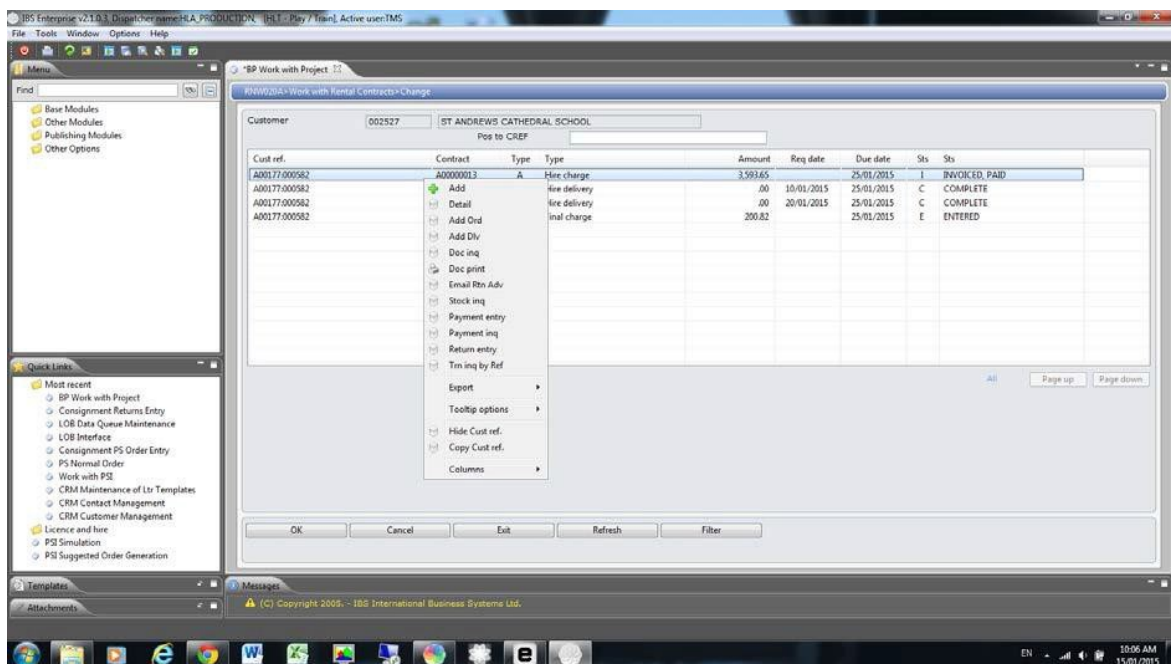 IBS Enterprise v2.1.0.3, Dispatcher name:HLA_PRODUCTION, [HLT - Play / Train], Active user:TMS
File Tools Window Options Help
Menu
Find
Base Modules
Other Modules
Publishing Modules
Other Options
*BP Work with Project
RNW020A>Work with Rental Contracts>Change
Customer 002527 ST ANDREWS CATHEDRAL SCHOOL
Pos to CREF
Cust ref. Contract Type Type Amount Req date Due date Sts Sts
A00177:000582 A00000013 A Hire charge 3,593.65 25/01/2015 I INVOICED, PAID
A00177:000582 Hire delivery .00 10/01/2015 25/01/2015 C COMPLETE
A00177:000582 Hire delivery .00 20/01/2015 25/01/2015 C COMPLETE
A00177:000582 inal charge 200.82 25/01/2015 E ENTERED
Add
Detail
Add Ord
Add Dlv
Doc inq
Doc print
Email Rtn Adv
Stock inq
Payment entry
Payment inq
Return entry
Trn inq by Ref
Export
Tooltip options
Hide Cust ref.
Copy Cust ref.
Columns
All Page up Page down
Quick Links
Most recent
BP Work with Project
Consignment Returns Entry
LOB Data Queue Maintenance
LOB Interface
Consignment PS Order Entry
PS Normal Order
Work with PSI
CRM Maintenance of Ltr Templates
CRM Contact Management
CRM Customer Management
Licence and hire
PSI Simulation
PSI Suggested Order Generation
OK Cancel Exit Refresh Filter
Templates
Attachments
Messages
(C) Copyright 2005. - IBS International Business Systems Ltd.
EN
10:06 AM
15/01/2015